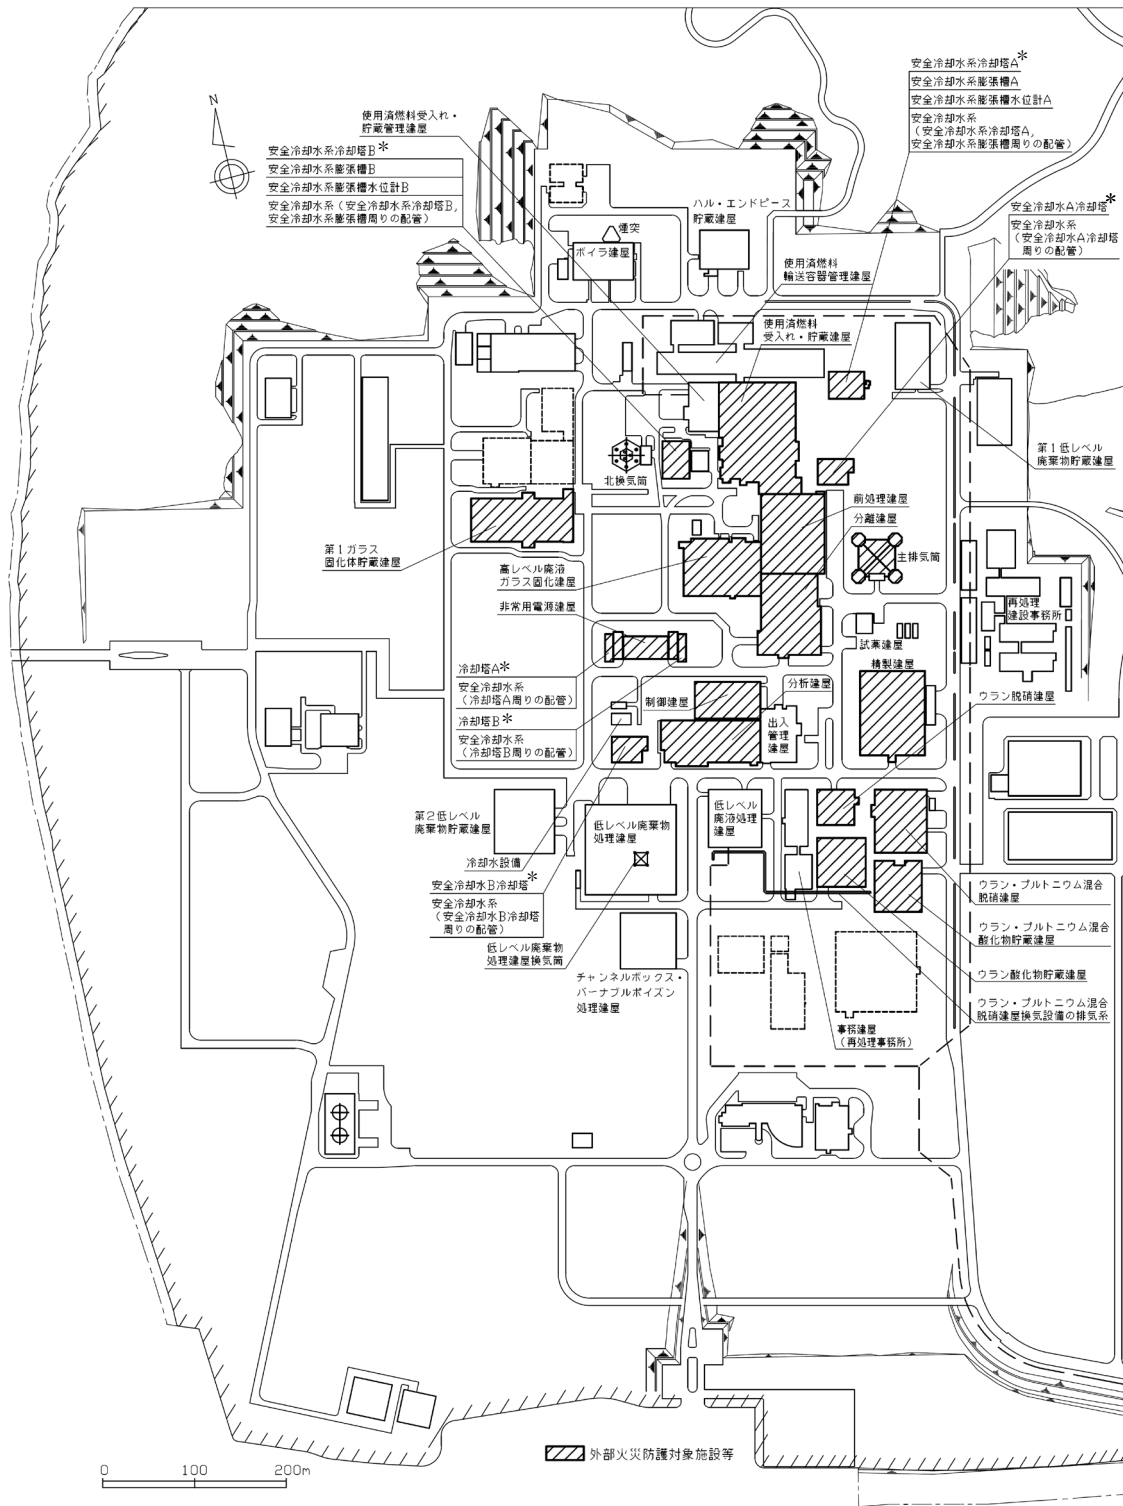 安全冷却水系冷却塔A*
安全冷却水系膨張槽A
安全冷却水系膨張槽水位計A
安全冷却水系
(安全冷却水系冷却塔A,
安全冷却水系膨張槽周りの配管)
N
使用済燃料受入れ・
貯蔵管理建屋
安全冷却水系冷却塔B*
安全冷却水系膨張槽B
安全冷却水系膨張槽水位計B
安全冷却水系(安全冷却水系冷却塔B,
安全冷却水系膨張槽周りの配管)
ハル・エンドピース
貯蔵建屋
安全冷却水A冷却塔*
安全冷却水系
(安全冷却水A冷却塔
周りの配管)
煙突
ボイラ建屋
使用済燃料
輸送容器管理建屋
使用済燃料
受入れ・貯蔵建屋
第1低レベル
廃棄物貯蔵建屋
北換気筒
前処理建屋
分離建屋
第1ガラス
固化体貯蔵建屋
主排気筒
高レベル廃液
ガラス固化建屋
非常用電源建屋
再処理
建設事務所
試薬建屋
精製建屋
冷却塔A*
安全冷却水系
(冷却塔A周りの配管)
分析建屋
ウラン脱硝建屋
制御建屋
冷却塔B*
安全冷却水系
(冷却塔B周りの配管)
出入
管理
建屋
第2低レベル
廃棄物貯蔵建屋
低レベル廃棄物
処理建屋
低レベル
廃液処理
建屋
冷却水設備
安全冷却水B冷却塔*
安全冷却水系
(安全冷却水B冷却塔
周りの配管)
ウラン・プルトニウム混合
脱硝建屋
ウラン・プルトニウム混合
酸化物貯蔵建屋
低レベル廃棄物
処理建屋換気筒
ウラン酸化物貯蔵建屋
チャンネルボックス・
バーナブルポイズン
処理建屋
ウラン・プルトニウム混合
脱硝建屋換気設備の排気系
事務建屋
(再処理事務所)
外部火災防護対象施設等
0 100 200m